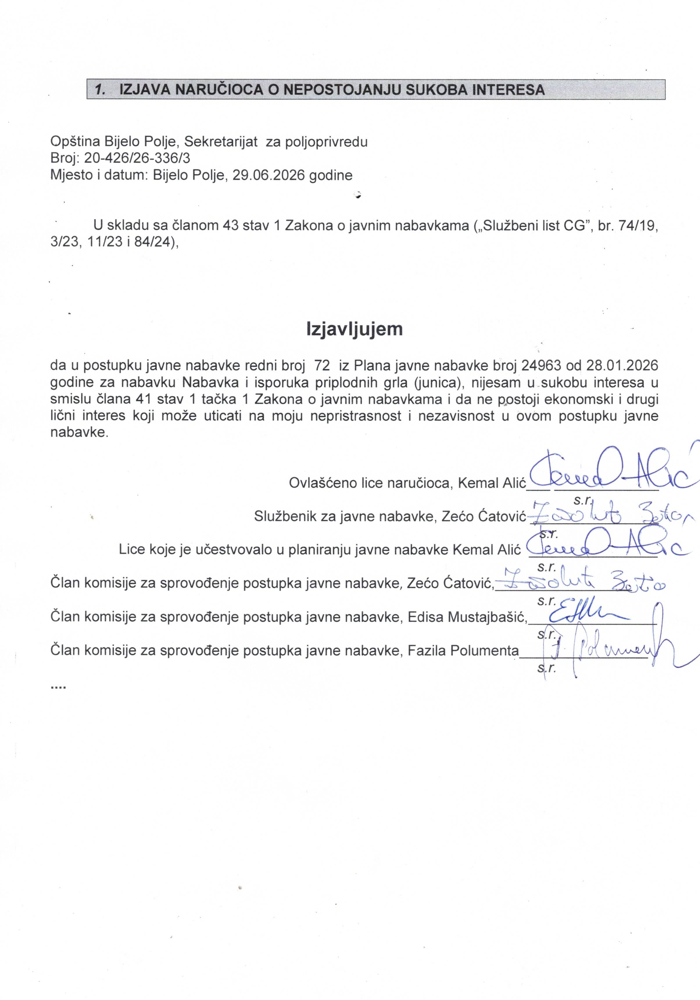 1. IZJAVA NARUČIOCA O NEPOSTOJANJU SUKOBA INTERESA
Opština Bijelo Polje, Sekretarijat za poljoprivredu
Broj: 20-426/26-336/3
Mjesto i datum: Bijelo Polje, 29.06.2026 godine
U skladu sa članom 43 stav 1 Zakona o javnim nabavkama („Službeni list CG”, br. 74/19,
3/23, 11/23 i 84/24),
Izjavljujem
da u postupku javne nabavke redni broj 72 iz Plana javne nabavke broj 24963 od 28.01.2026
godine za nabavku Nabavka i isporuka priplodnih grla (junica), nijesam u sukobu interesa u
smislu člana 41 stav 1 tačka 1 Zakona o javnim nabavkama i da ne postoji ekonomski i drugi
lični interes koji može uticati na moju nepristrasnost i nezavisnost u ovom postupku javne
nabavke.
Ovlašćeno lice naručioca, Kemal Alić Kemal Alić
s.r.
Službenik za javne nabavke, Zećo Ćatović
s.r.
Lice koje je učestvovalo u planiranju javne nabavke Kemal Alić Kemal Alić
s.r.
Član komisije za sprovođenje postupka javne nabavke, Zećo Ćatović,
s.r.
Član komisije za sprovođenje postupka javne nabavke, Edisa Mustajbašić,
s.r.
Član komisije za sprovođenje postupka javne nabavke, Fazila Polumenta
s.r.
....